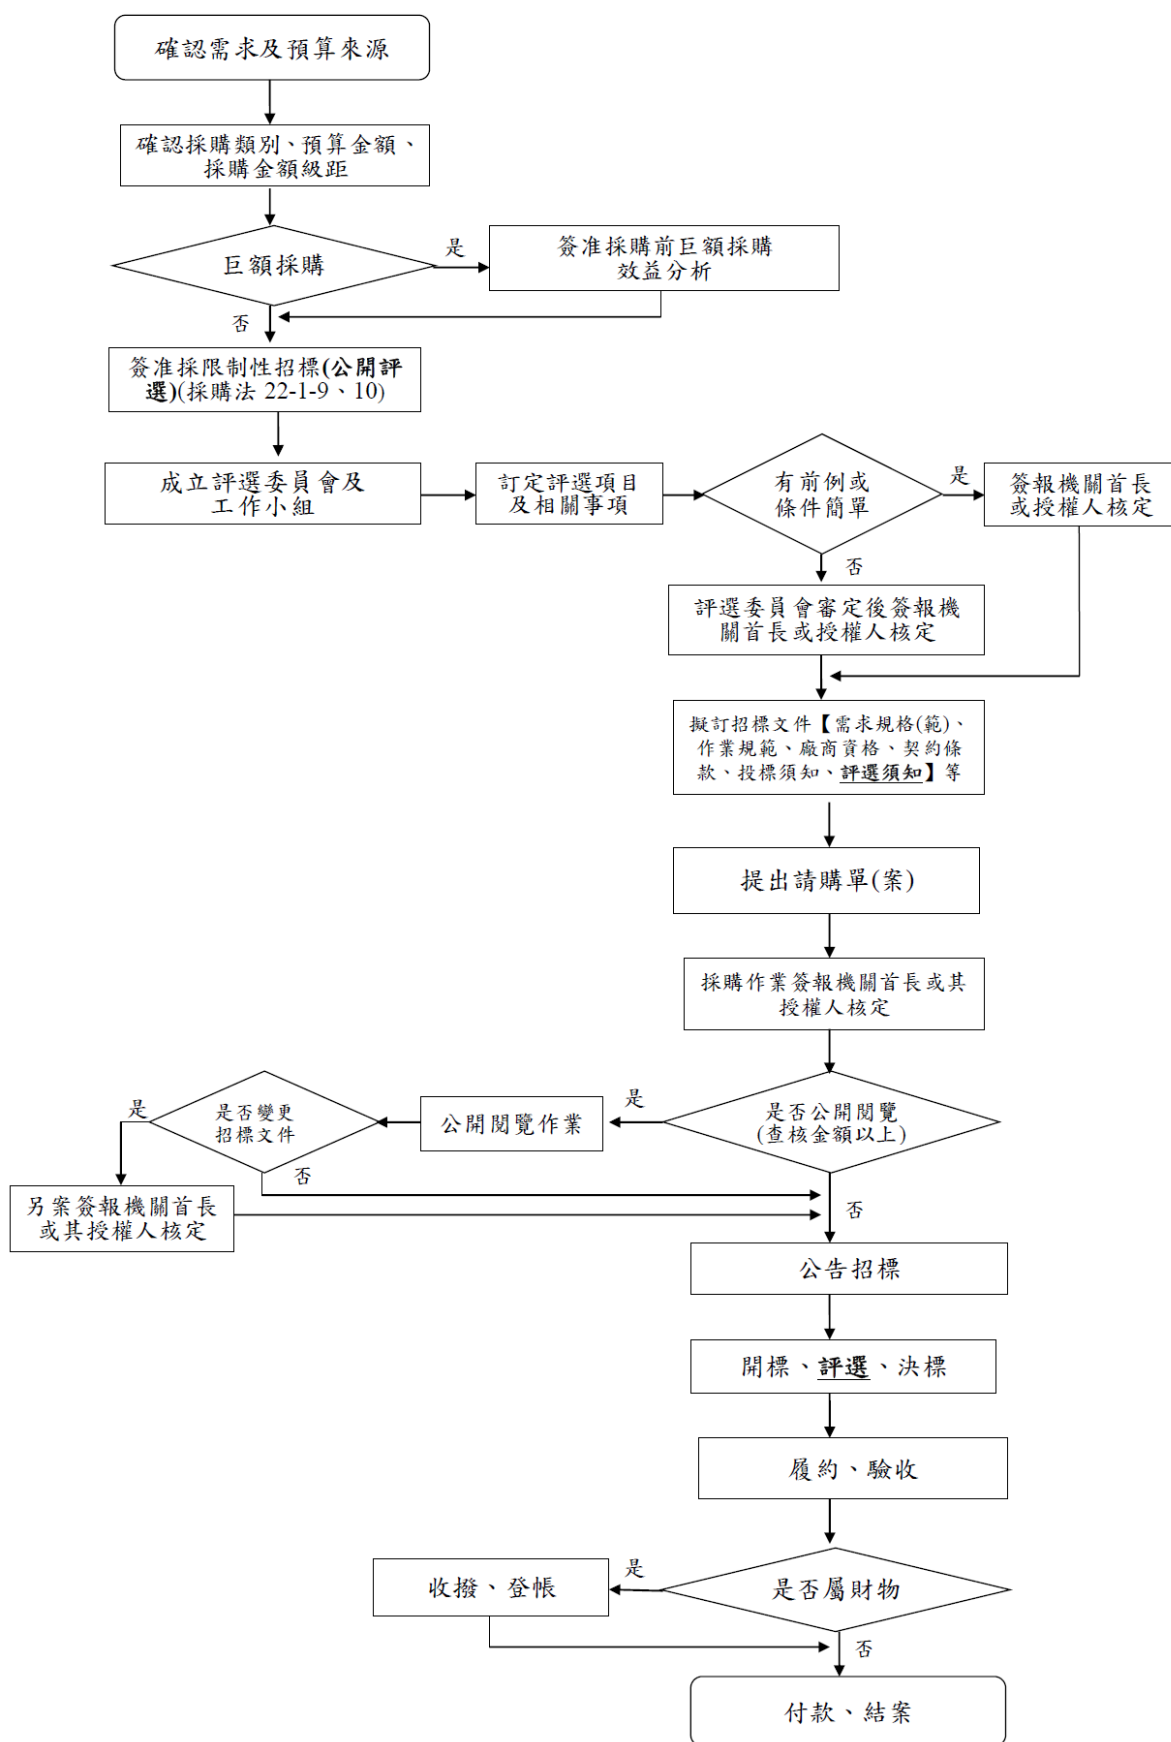 確認需求及預算來源
確認採購類別、預算金額、
採購金額級距
巨額採購
是
簽准採購前巨額採購
效益分析
否
簽准採限制性招標(公開評
選)(採購法 22-1-9、10)
成立評選委員會及
工作小組
訂定評選項目
及相關事項
有前例或
條件簡單
是
簽報機關首長
或授權人核定
否
評選委員會審定後簽報機
關首長或授權人核定
擬訂招標文件【需求規格(範)、
作業規範、廠商資格、契約條
款、投標須知、評選須知】等
提出請購單(案)
採購作業簽報機關首長或其
授權人核定
是否公開閱覽
(查核金額以上)
是
公開閱覽作業
是否變更
招標文件
是
否
另案簽報機關首長
或其授權人核定
否
公告招標
開標、評選、決標
履約、驗收
是否屬財物
是
收撥、登帳
否
付款、結案